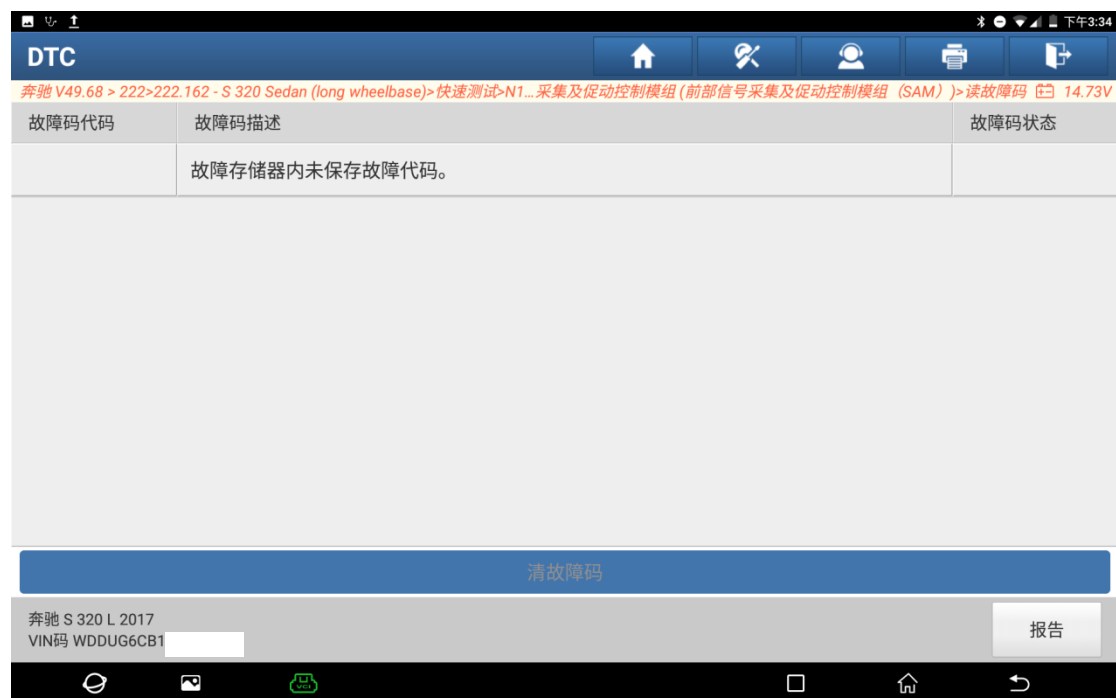 下午3:34
DTC
奔驰 V49.68 > 222>222.162 - S 320 Sedan (long wheelbase)>快速测试>N1...采集及促动控制模组 (前部信号采集及促动控制模组（SAM）)>读故障码 14.73V
故障码代码 故障码描述 故障码状态
故障存储器内未保存故障代码。
清故障码
奔驰 S 320 L 2017
VIN码 WDDUG6CB1
报告
VCI